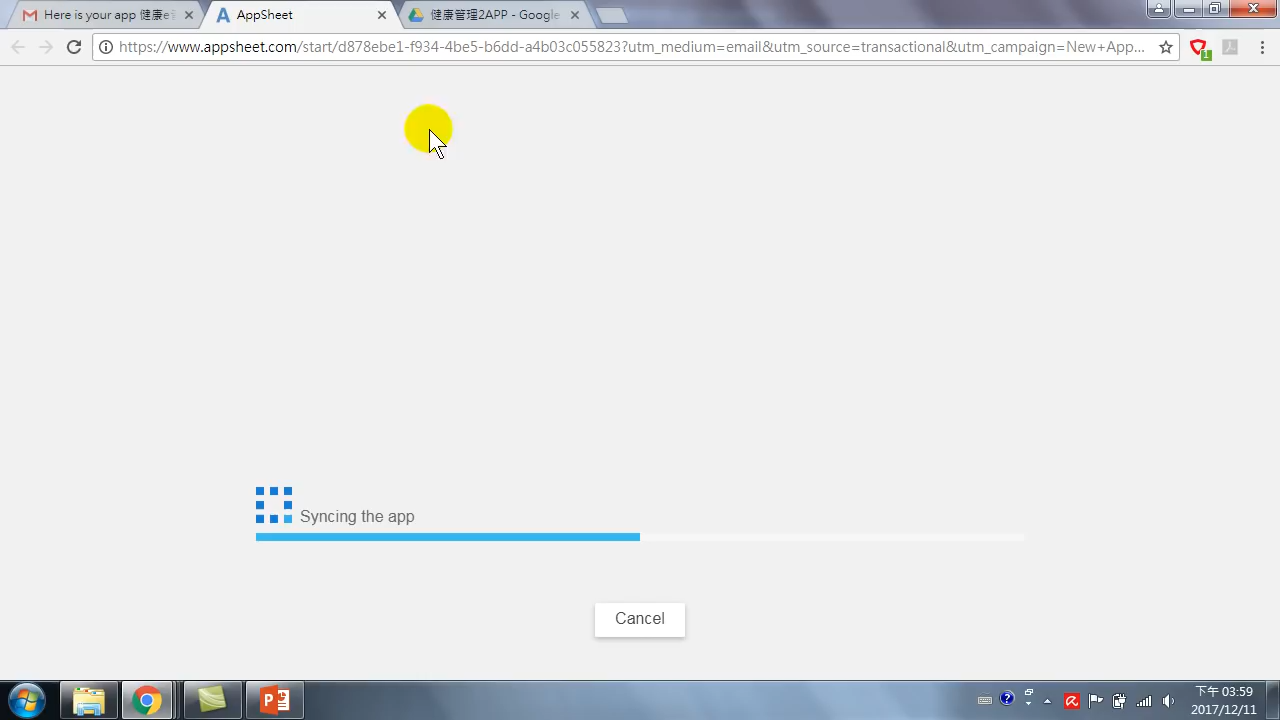 Here is your app 健康e
AppSheet
健康管理2APP - Google
https://www.appsheet.com/start/d878ebe1-f934-4be5-bfdd-a4b03c055823?utm_medium=email&utm_source=transactional&utm_campaign=New+App...
1
Syncing the app
Cancel
下午 03:59
2017/12/11